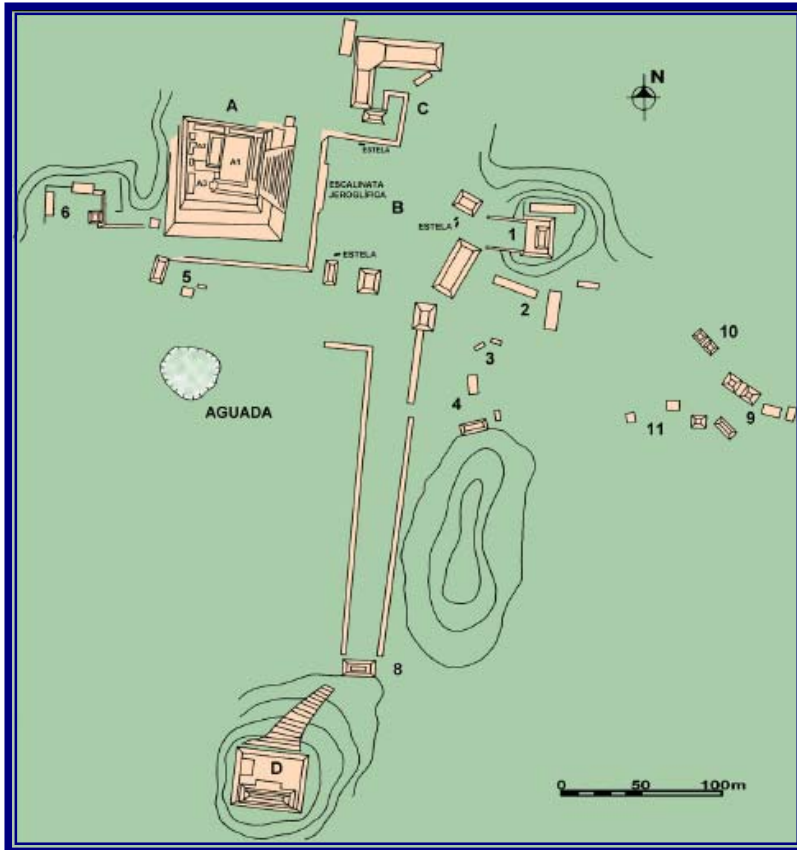 N
A
C
A2
A1
A3
ESTELA
ESCALINATA
JEROGLÍFICA
B
ESTELA
1
6
ESTELA
5
2
3
10
4
AGUADA
9
11
8
D
0 50 100m